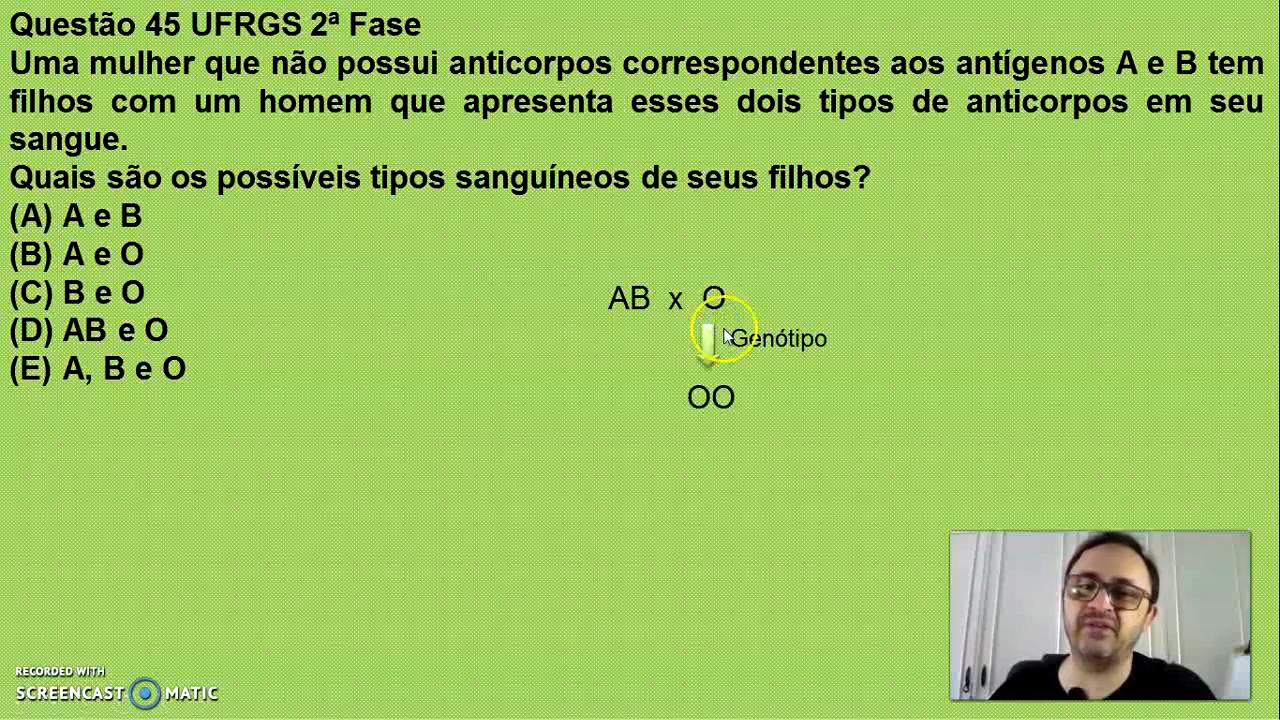 Questão 45 UFRGS 2ª Fase
Uma mulher que não possui anticorpos correspondentes aos antígenos A e B tem
filhos com um homem que apresenta esses dois tipos de anticorpos em seu
sangue.
Quais são os possíveis tipos sanguíneos de seus filhos?
(A) A e B
(B) A e O
(C) B e O
(D) AB e O
(E) A, B e O
AB x O
Genótipo
OO
RECORDED WITH
SCREENCAST MATIC